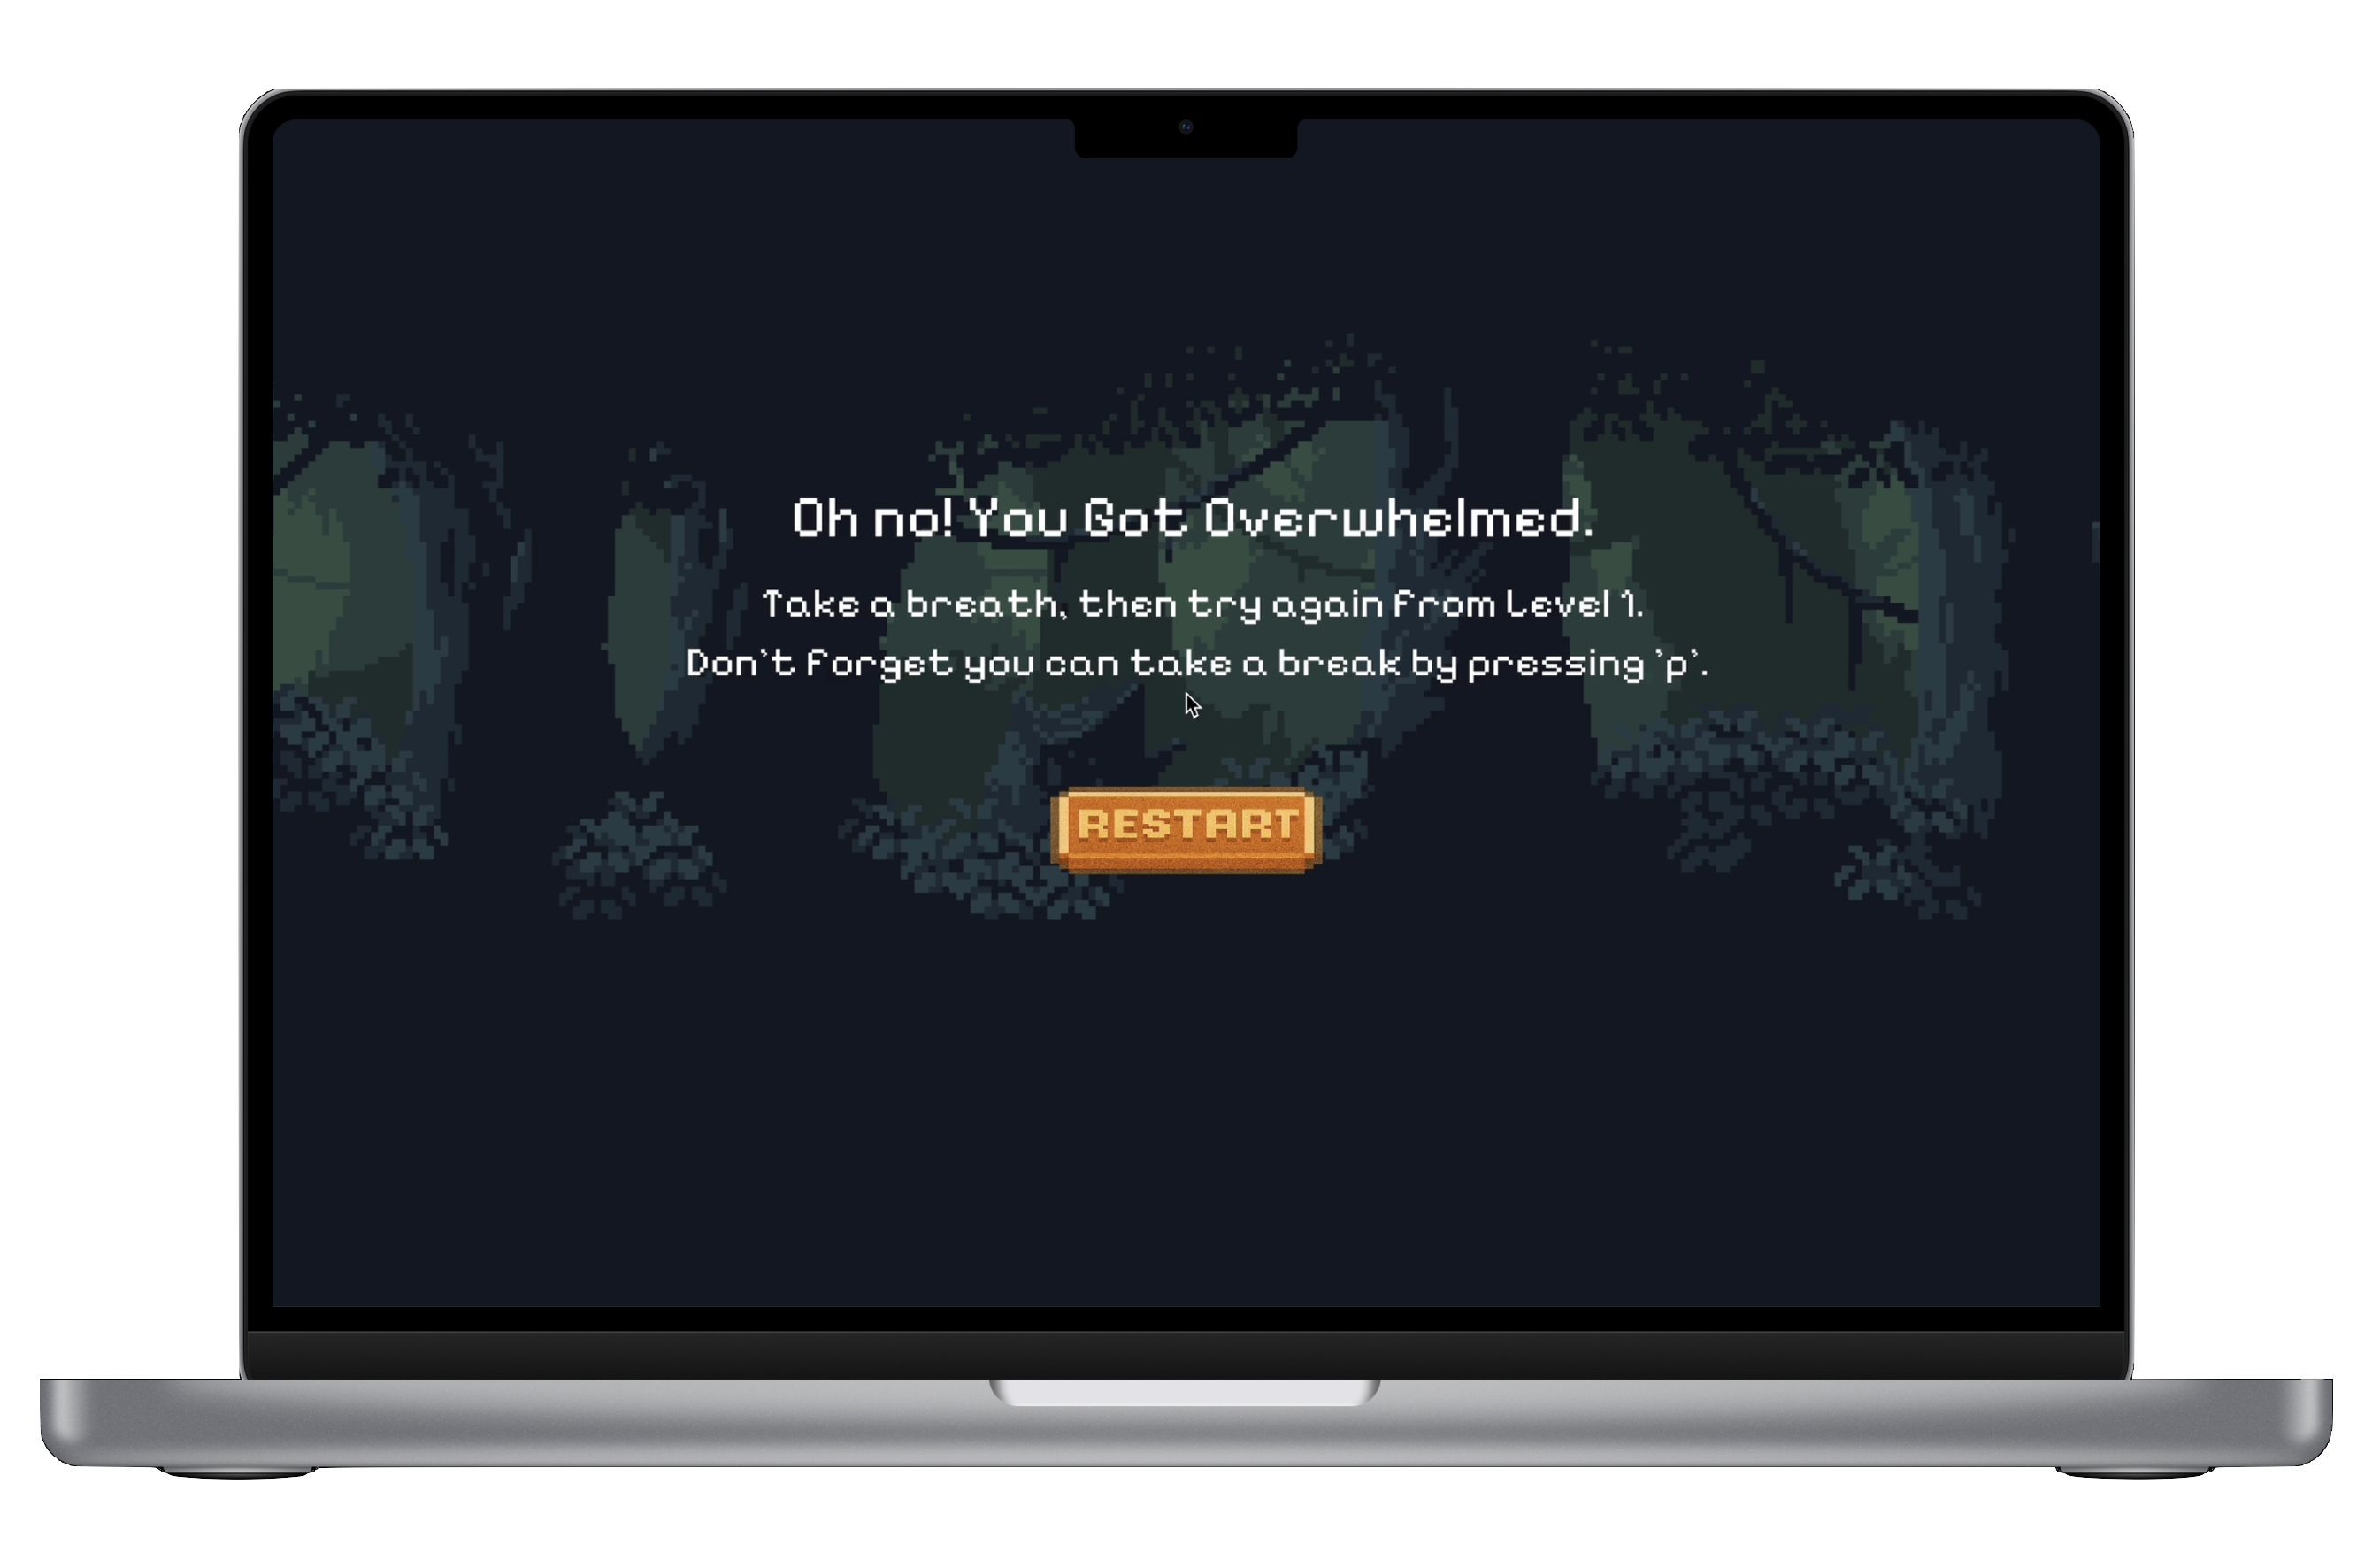 Oh no! You Got Overwhelmed.
Take a breath, then try again from Level 1.
Don't forget you can take a break by pressing 'p'.
RESTART